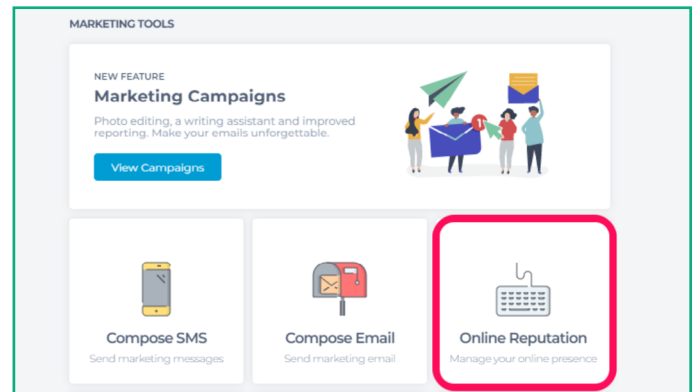 MARKETING TOOLS
NEW FEATURE
Marketing Campaigns
Photo editing, a writing assistant and improved
reporting. Make your emails unforgettable.
1
View Campaigns
Compose SMS
Send marketing messages
Compose Email
Send marketing email
Online Reputation
Manage your online presence